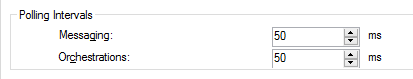 Polling Intervals
Messaging: 50 ms
Orchestrations: 50 ms